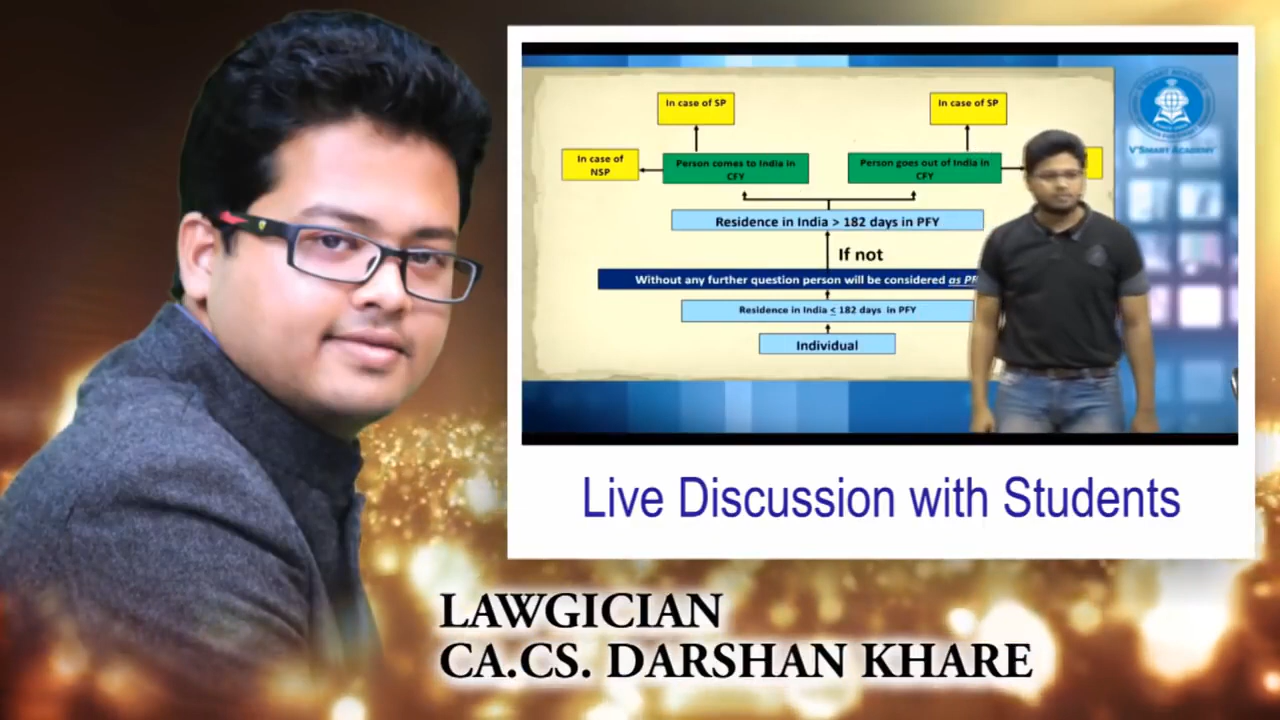 In case of SP
In case of SP
In case of
NSP
Person comes to India in
CFY
Person goes out of India in
CFY
Residence in India > 182 days in PFY
If not
Without any further question person will be considered as
Residence in India ≤ 182 days in PFY
Individual
V'SMART ACADEMY
Live Discussion with Students
LAWGICIAN
CA.CS. DARSHAN KHARE